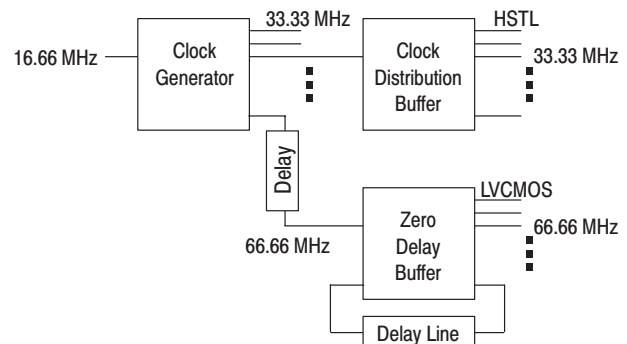 33.33 MHz
HSTL
16.66 MHz
Clock
Generator
Clock
Distribution
Buffer
33.33 MHz
Delay
LVCMOS
66.66 MHz
Zero
Delay
Buffer
66.66 MHz
Delay Line